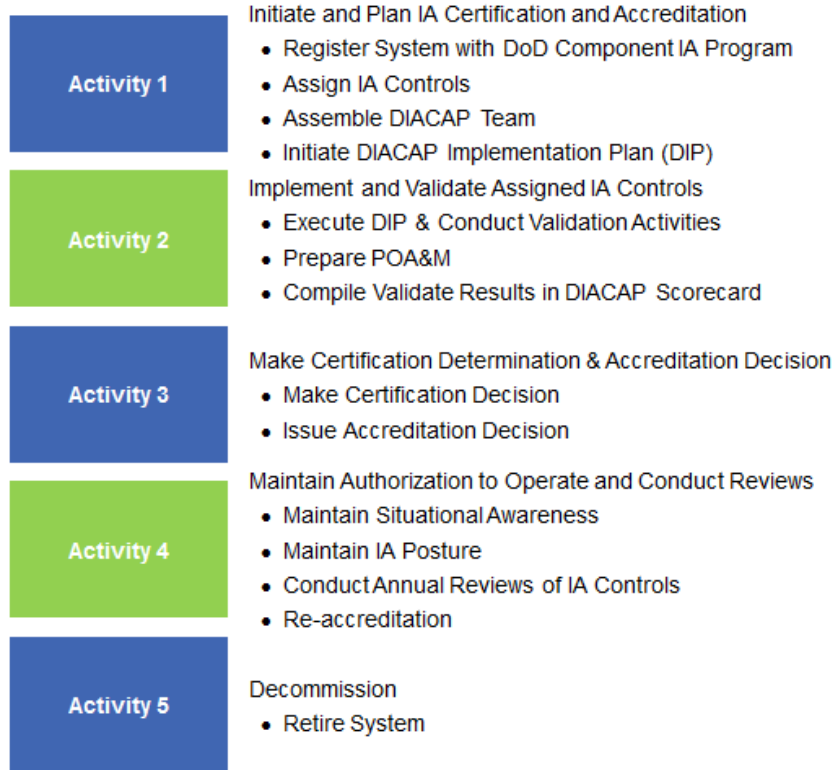 Activity 1
Initiate and Plan IA Certification and Accreditation
• Register System with DoD Component IA Program
• Assign IA Controls
• Assemble DIACAP Team
• Initiate DIACAP Implementation Plan (DIP)
Activity 2
Implement and Validate Assigned IA Controls
• Execute DIP & Conduct Validation Activities
• Prepare POA&M
• Compile Validate Results in DIACAP Scorecard
Activity 3
Make Certification Determination & Accreditation Decision
• Make Certification Decision
• Issue Accreditation Decision
Activity 4
Maintain Authorization to Operate and Conduct Reviews
• Maintain Situational Awareness
• Maintain IA Posture
• Conduct Annual Reviews of IA Controls
• Re-accreditation
Activity 5
Decommission
• Retire System